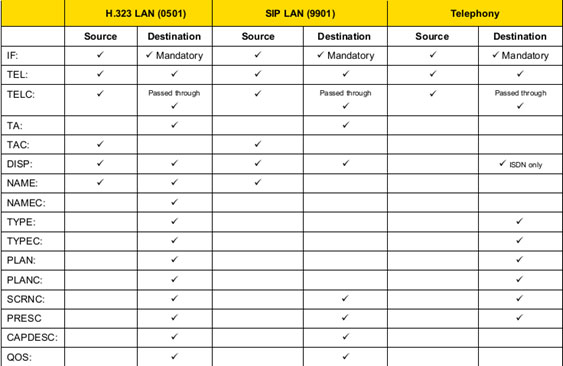 H.323 LAN (0501) SIP LAN (9901) Telephony
Source Destination Source Destination Source Destination
IF: ✓ ✓ Mandatory ✓ ✓ Mandatory ✓ ✓ Mandatory
TEL: ✓ ✓ ✓ ✓ ✓ ✓
TELC: ✓ Passed through ✓ ✓ Passed through ✓ ✓ Passed through ✓
TA: ✓ ✓
TAC: ✓ ✓
DISP: ✓ ✓ ✓ ✓ ✓ ISDN only
NAME: ✓ ✓ ✓
NAMEC: ✓
TYPE: ✓ ✓
TYPEC: ✓ ✓
PLAN: ✓ ✓
PLANC: ✓ ✓
SCRNC: ✓ ✓ ✓
PRESC ✓ ✓ ✓
CAPDESC: ✓ ✓
QOS: ✓ ✓